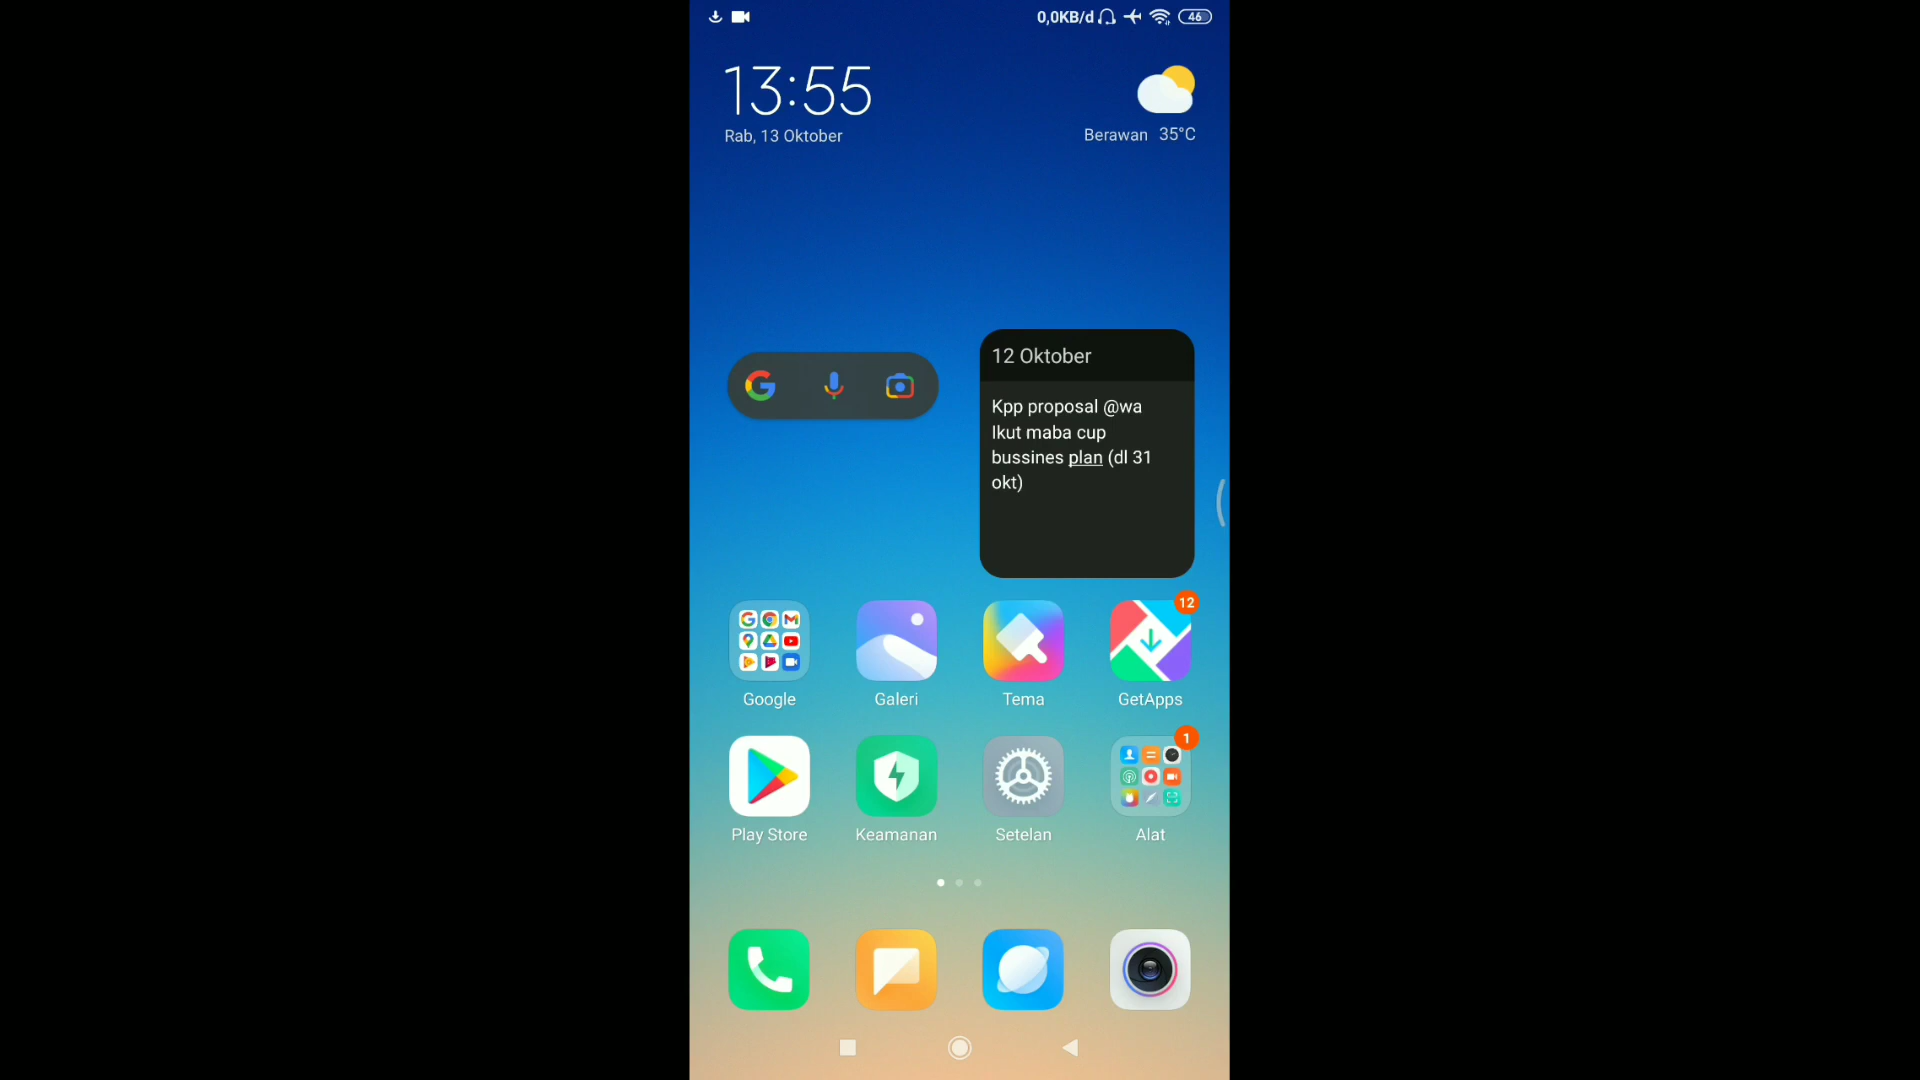 0,0KB/d
46
13:55
Rab, 13 Oktober
Berawan 35°C
12 Oktober
Kpp proposal @wa
Ikut maba cup
bussines plan (dl 31
okt)
12
Google
Galeri
Tema
GetApps
1
Play Store
Keamanan
Setelan
Alat